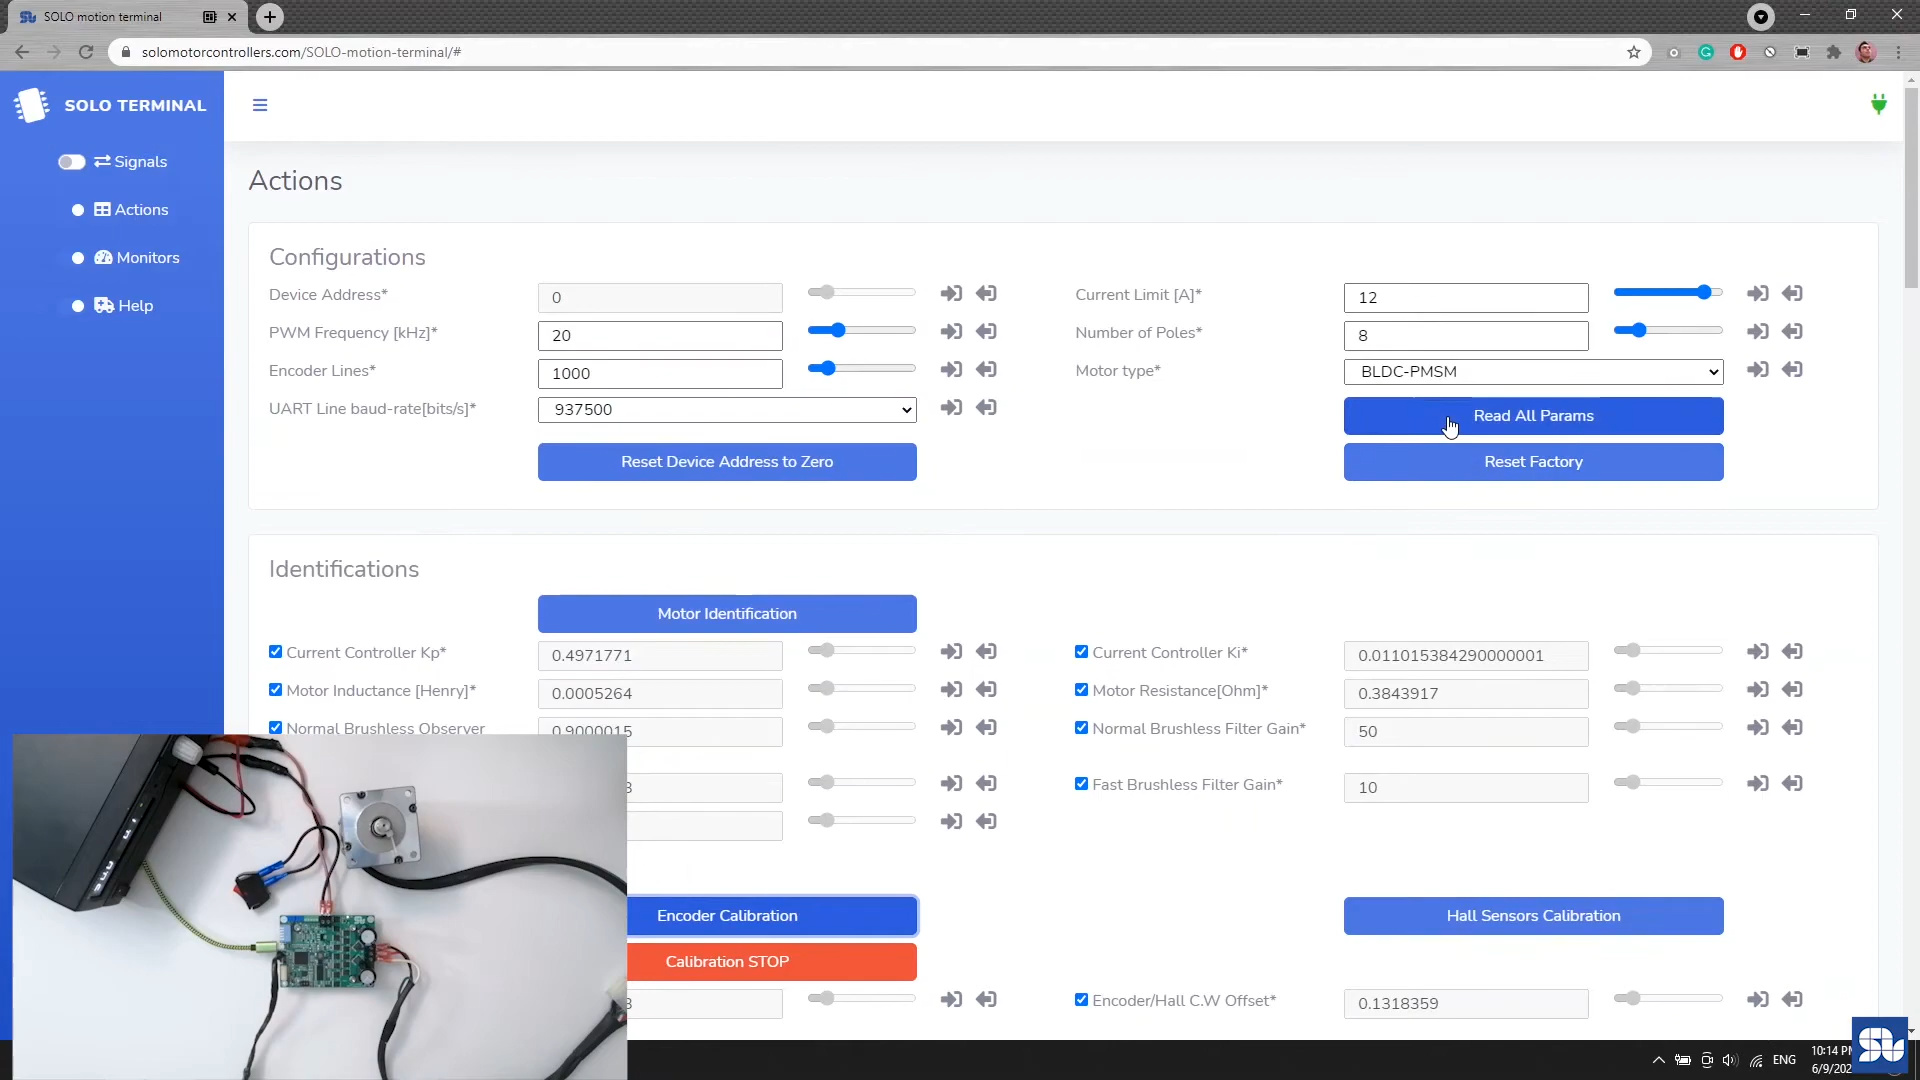 SOLO motion terminal
solomotorcontrollers.com/SOLO-motion-terminal/#
SOLO TERMINAL
Signals
Actions
Monitors
Help
Actions
Configurations
Device Address* 0 Current Limit [A]* 12
PWM Frequency [kHz]* 20 Number of Poles* 8
Encoder Lines* 1000 Motor type* BLDC-PMSM
UART Line baud-rate[bits/s]* 937500 Read All Params
Reset Device Address to Zero Reset Factory
Identifications
Motor Identification
Current Controller Kp* 0.4971771 Current Controller Ki* 0.011015384290000001
Motor Inductance [Henry]* 0.0005264 Motor Resistance[Ohm]* 0.3843917
Normal Brushless Observer 0.9000015 Normal Brushless Filter Gain* 50
Fast Brushless Filter Gain* 10
Encoder Calibration Hall Sensors Calibration
Calibration STOP
Encoder/Hall C.W Offset* 0.1318359
ENG
10:14